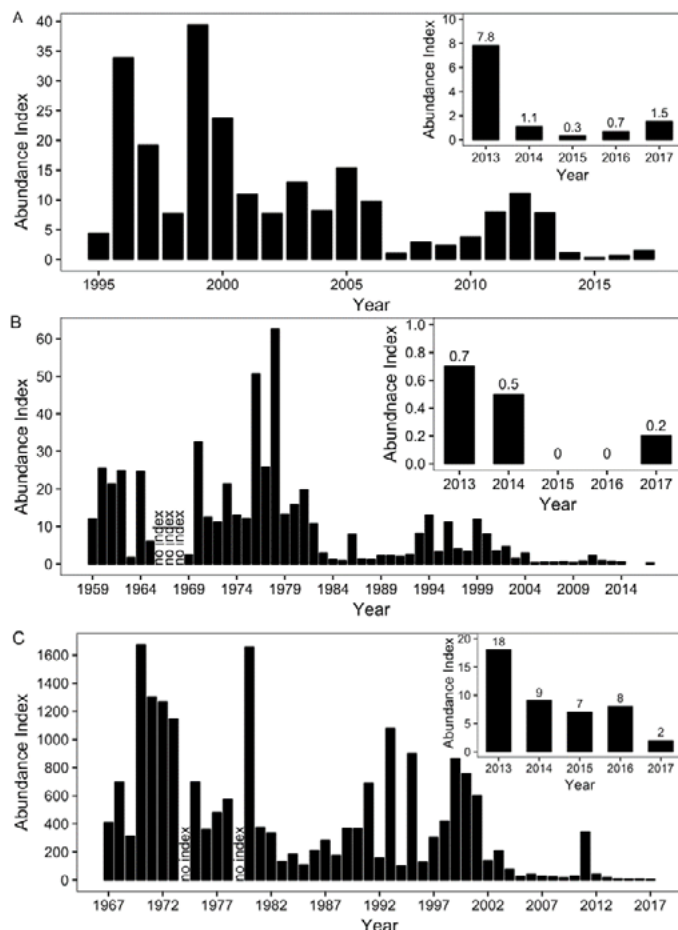 A
Abundance Index
40
35
30
25
20
15
10
5
0
1995 2000 2005 2010 2015
Year
Abundance Index
10
8
6
4
2
0
7.8 1.1 0.3 0.7 1.5
2013 2014 2015 2016 2017
Year
B
Abundance Index
60
50
40
30
20
10
0
no index
no index
no index
1959 1964 1969 1974 1979 1984 1989 1994 1999 2004 2009 2014
Year
Abundnace Index
1.0
0.8
0.6
0.4
0.2
0.0
0.7 0.5 0 0 0.2
2013 2014 2015 2016 2017
Year
C
Abundance Index
1600
1400
1200
1000
800
600
400
200
0
no index
no index
1967 1972 1977 1982 1987 1992 1997 2002 2007 2012 2017
Year
Abundance Index
20
15
10
5
0
18 9 7 8 2
2013 2014 2015 2016 2017
Year